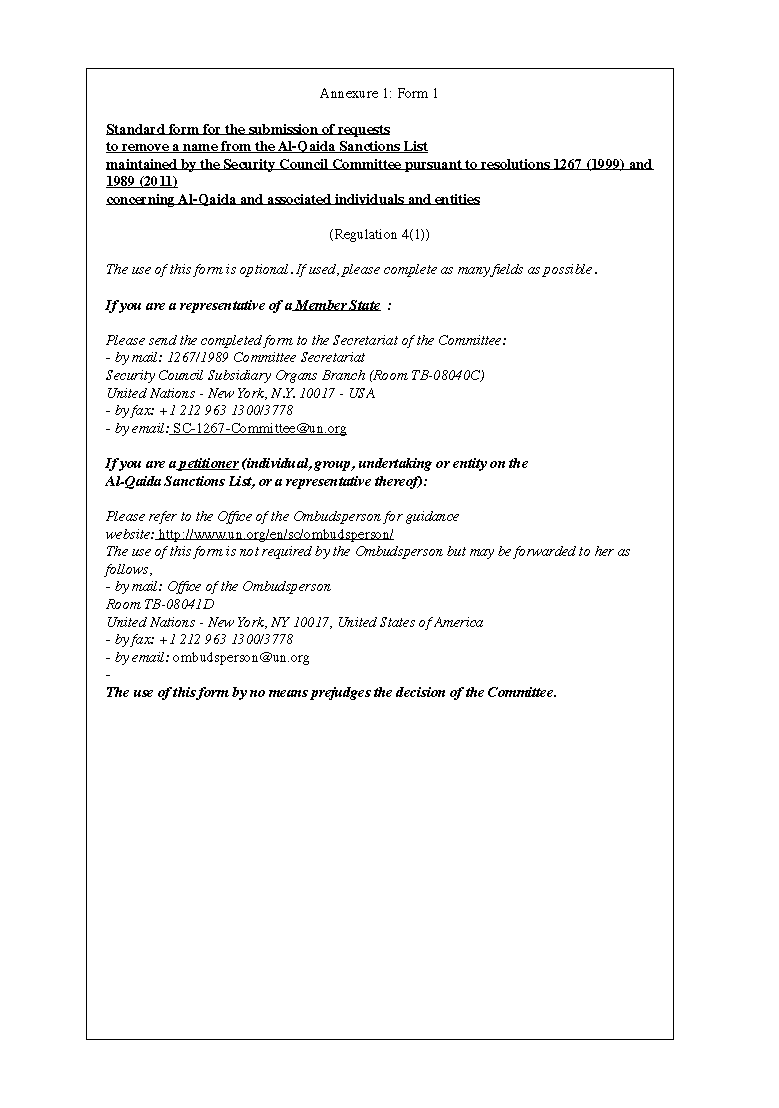 Annexure 1: Form 1
Standard form for the submission of requests
to remove a name from the Al-Qaida Sanctions List
maintained by the Security Council Committee pursuant to resolutions 1267 (1999) and
1989 (2011)
concerning Al-Qaida and associated individuals and entities
(Regulation 4(1))
The use of this form is optional. If used, please complete as many fields as possible.
If you are a representative of a Member State :
Please send the completed form to the Secretariat of the Committee:
- by mail: 1267/1989 Committee Secretariat
Security Council Subsidiary Organs Branch (Room TB-08040C)
United Nations - New York, N.Y. 10017 - USA
- by fax: +1 212 963 1300/3778
- by email: SC-1267-Committee@un.org
If you are a petitioner (individual, group, undertaking or entity on the
Al-Qaida Sanctions List, or a representative thereof):
Please refer to the Office of the Ombudsperson for guidance
website: http://www.un.org/en/sc/ombudsperson/
The use of this form is not required by the Ombudsperson but may be forwarded to her as
follows,
- by mail: Office of the Ombudsperson
Room TB-08041D
United Nations - New York, NY 10017, United States of America
- by fax: +1 212 963 1300/3778
- by email: ombudsperson@un.org
-
The use of this form by no means prejudges the decision of the Committee.